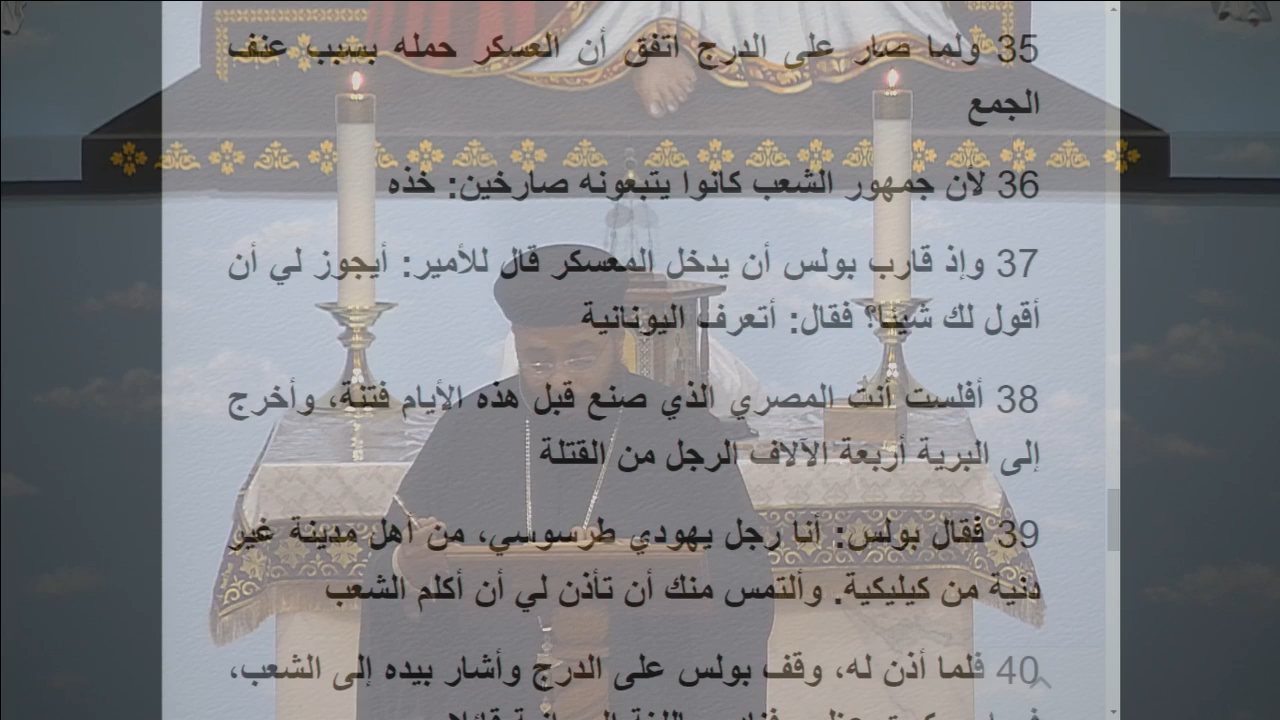 35 ولما صار على الدرج اتفق أن العسكر حمله بسبب عنف
الجمع
36 لان جمهور الشعب كانوا يتبعونه صارخين: خذه
37 وإذ قارب بولس أن يدخل المعسكر قال للأمير: أيجوز لي أن
أقول لك شيئا؟ فقال: أتعرف اليونانية
38 أفلست أنت المصري الذي صنع قبل هذه الأيام فتنة، وأخرج
إلى البرية أربعة الآلاف الرجل من القتلة
39 فقال بولس: أنا رجل يهودي طرسوسي، من أهل مدينة غير
دنية من كيليكية. وألتمس منك أن تأذن لي أن أكلم الشعب
40 فلما أذن له، وقف بولس على الدرج وأشار بيده إلى الشعب،